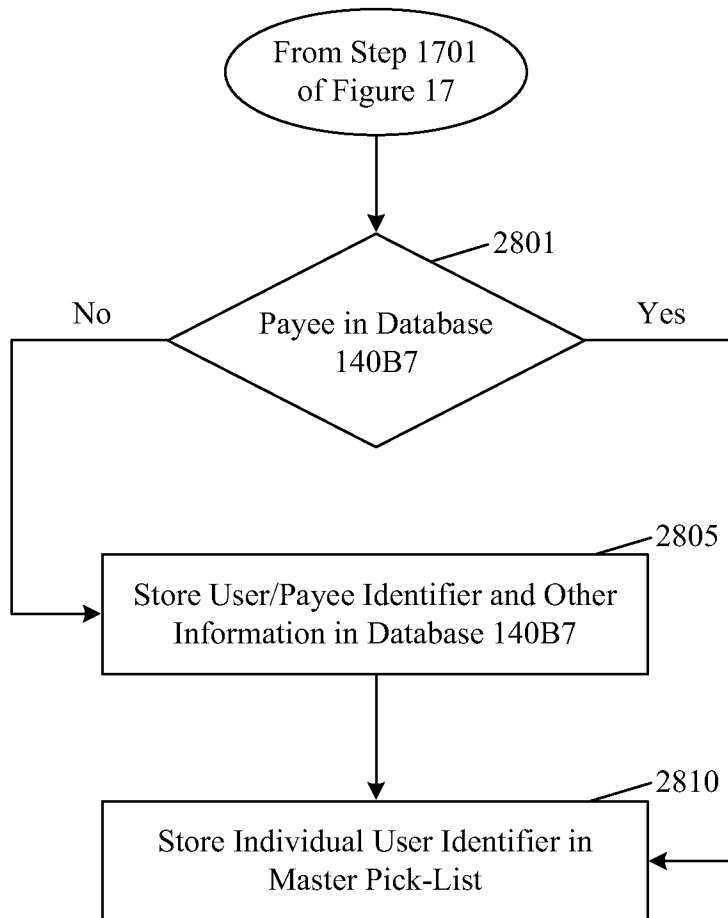 From Step 1701
of Figure 17
2801
No
Payee in Database
140B7
Yes
2805
Store User/Payee Identifier and Other
Information in Database 140B7
2810
Store Individual User Identifier in
Master Pick-List